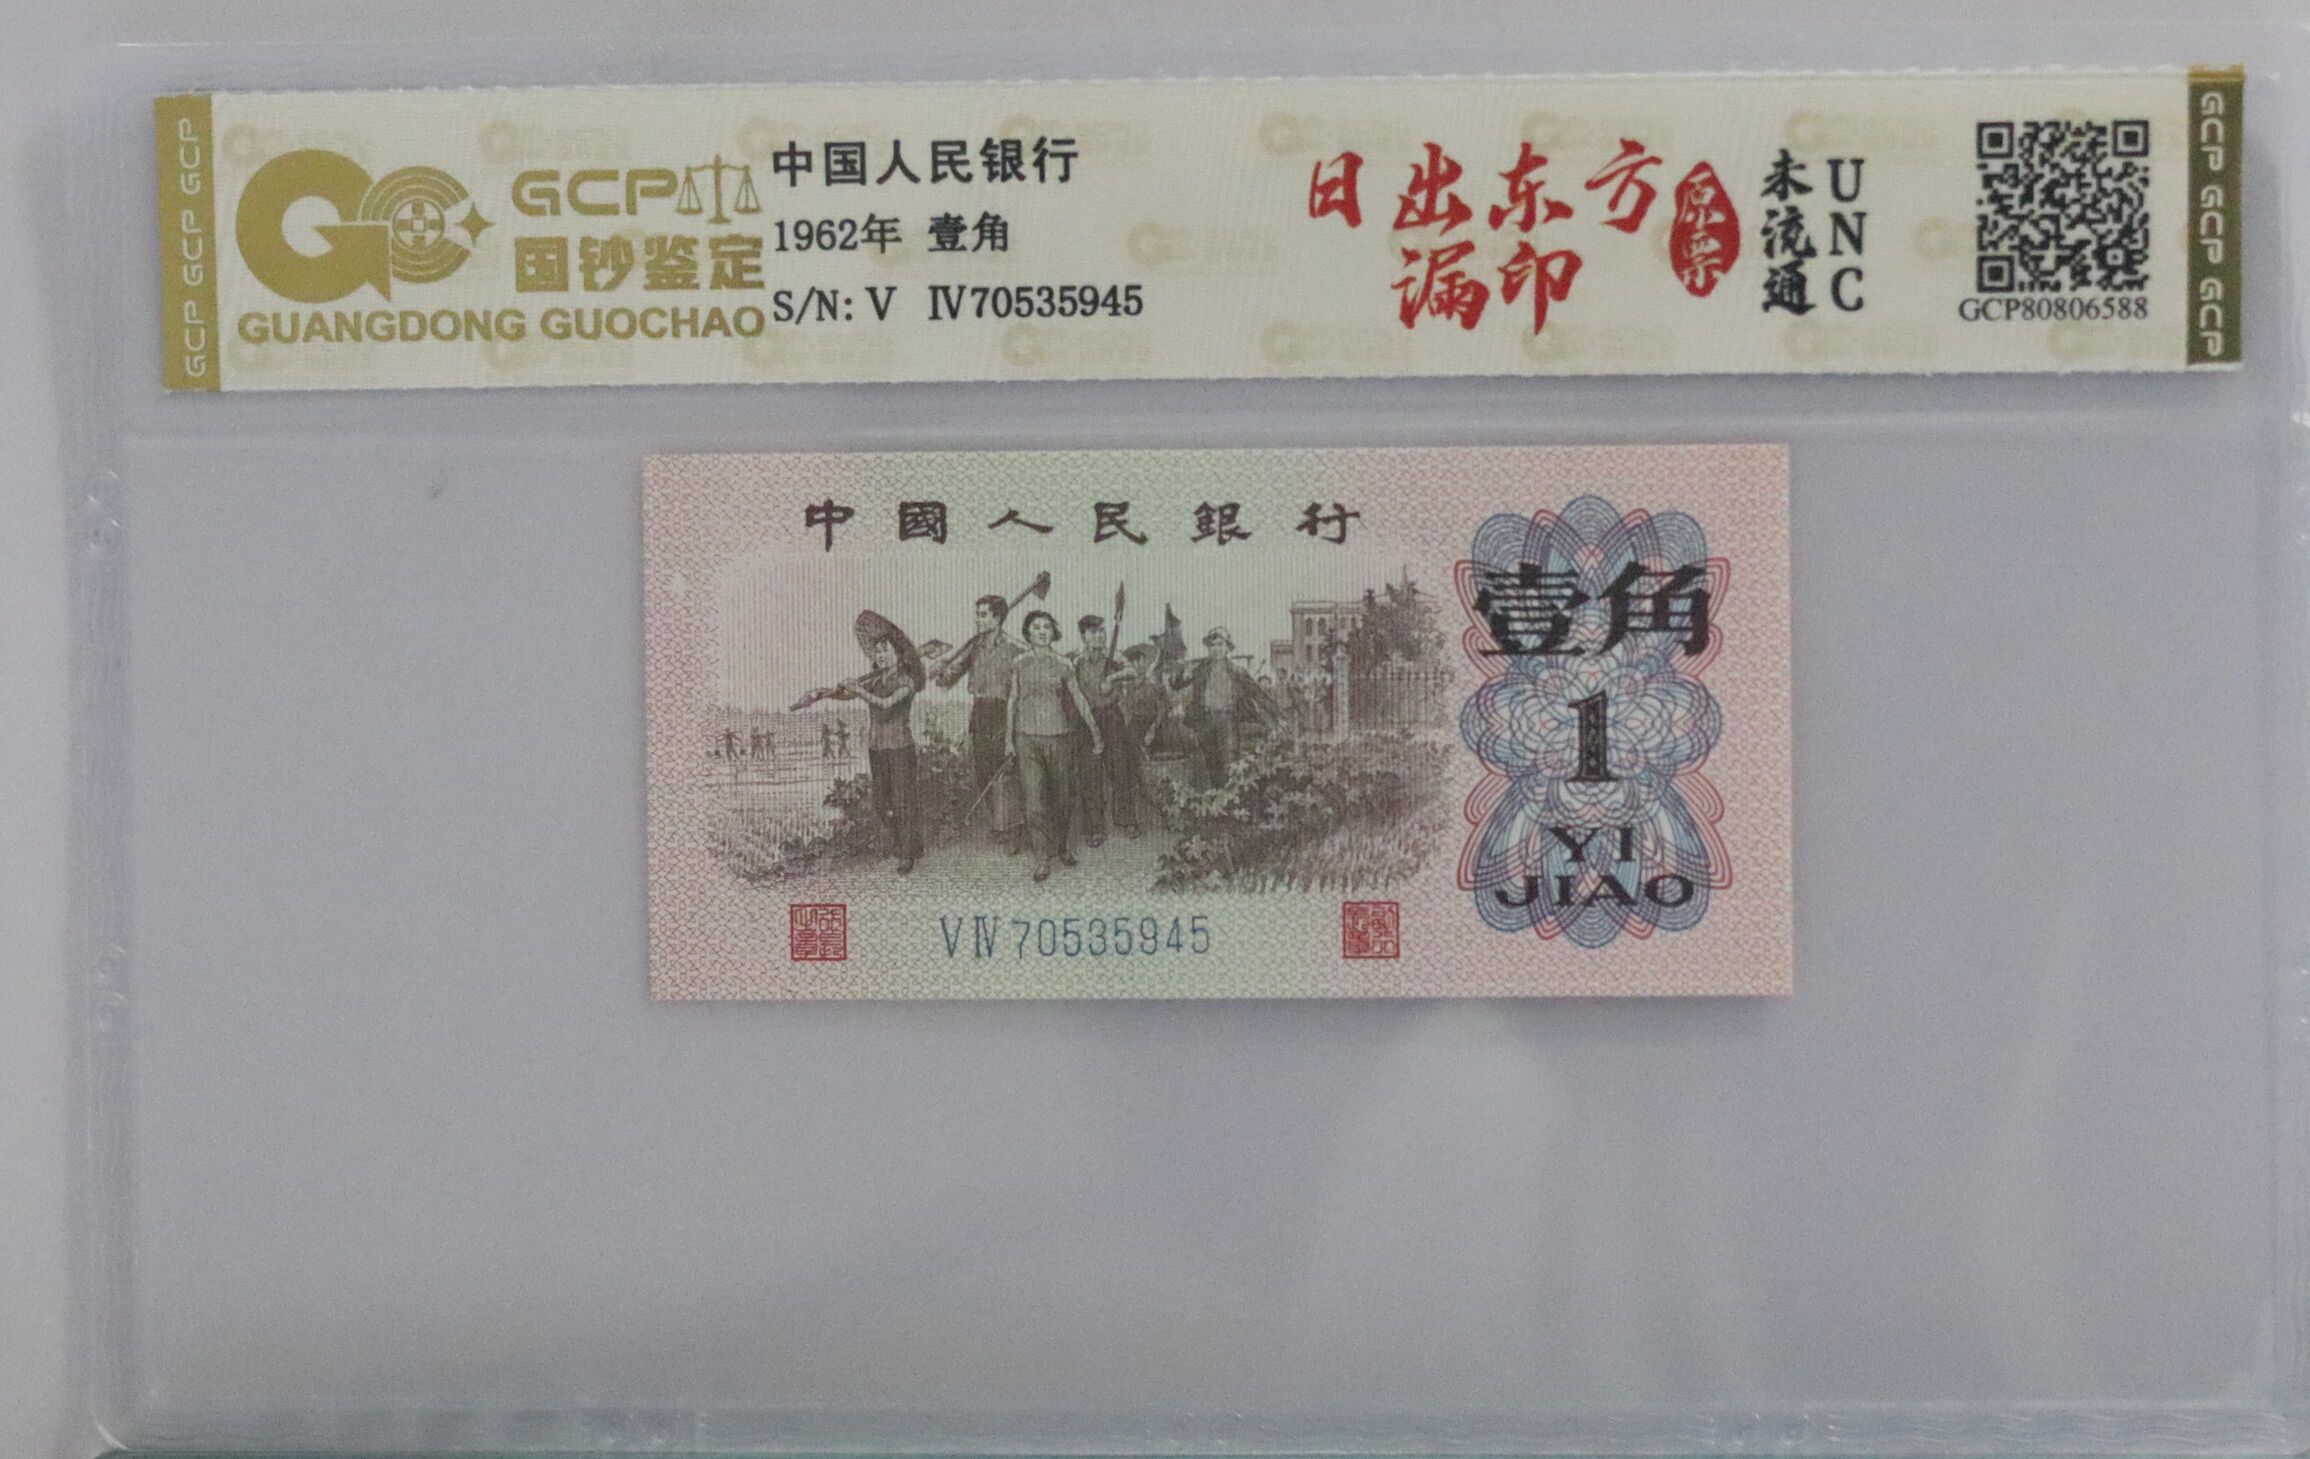 GCP GCP GCP
GCP
国钞鉴定
GUANGDONG GUOCHAO
中国人民银行
1962年 壹角
S/N: V Ⅳ70535945
日出东方
漏印
原票
未流通
UNC
GCP80806588
GCP GCP GCP
中國人民銀行
壹角
1
YI
JIAO
VⅣ70535945